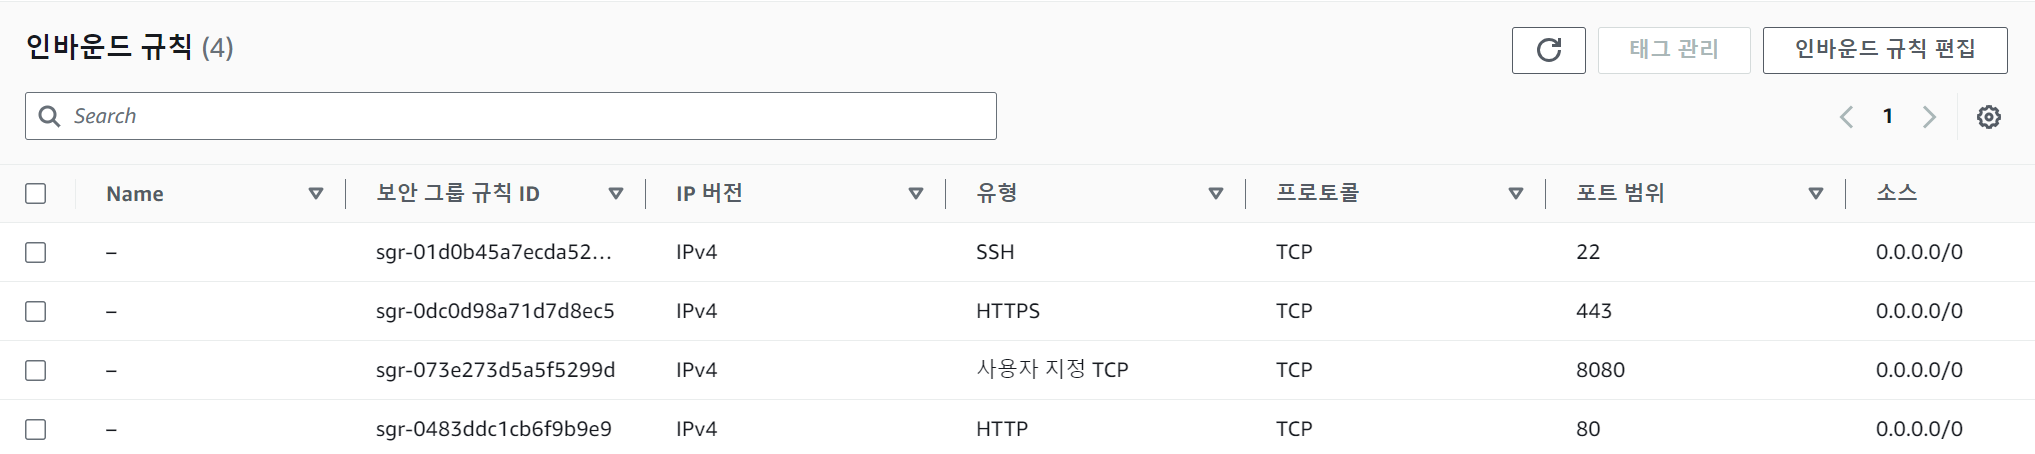 인바운드 규칙 (4)
태그 관리
인바운드 규칙 편집
Search
1
Name 보안 그룹 규칙 ID IP 버전 유형 프로토콜 포트 범위 소스
– sgr-01d0b45a7ecda52... IPv4 SSH TCP 22 0.0.0.0/0
– sgr-0dc0d98a71d7d8ec5 IPv4 HTTPS TCP 443 0.0.0.0/0
– sgr-073e273d5a5f5299d IPv4 사용자 지정 TCP TCP 8080 0.0.0.0/0
– sgr-0483ddc1cb6f9b9e9 IPv4 HTTP TCP 80 0.0.0.0/0